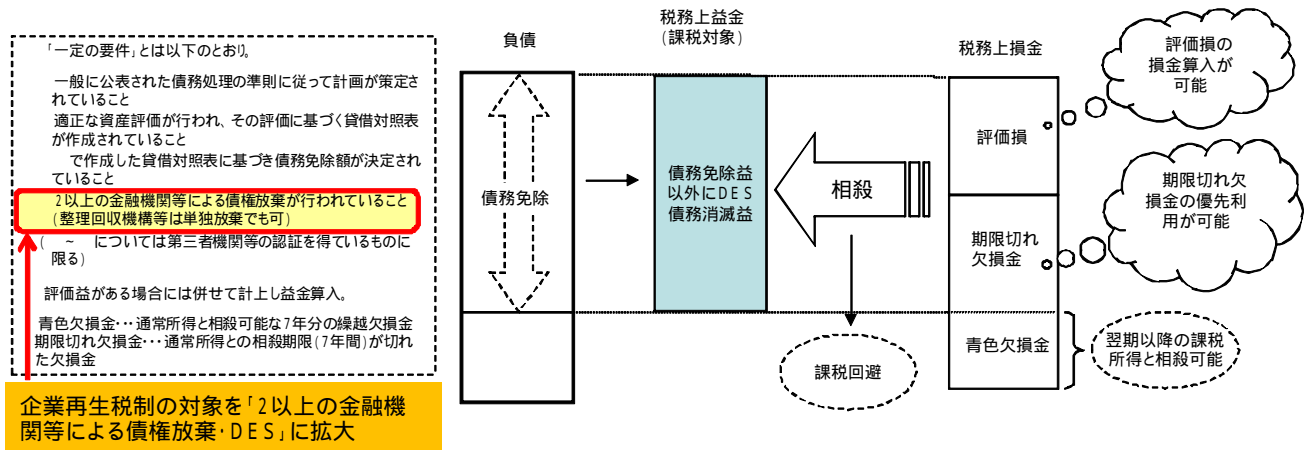 「一定の要件」とは以下のとおり。
一般に公表された債務処理の準則に従って計画が策定さ
れていること
適正な資産評価が行われ、その評価に基づく貸借対照表
が作成されていること
で作成した貸借対照表に基づき債務免除額が決定され
ていること
2以上の金融機関等による債権放棄が行われていること
(整理回収機構等は単独放棄でも可)
( ~ については第三者機関等の認証を得ているものに
限る)
評価益がある場合には併せて計上し益金算入。
青色欠損金・・・通常所得と相殺可能な7年分の繰越欠損金
期限切れ欠損金・・・通常所得との相殺期限(7年間)が切れ
た欠損金
企業再生税制の対象を「2以上の金融機
関等による債権放棄・DES」に拡大
負債
債務免除
税務上益金
(課税対象)
債務免除益
以外にDES
債務消滅益
相殺
課税回避
税務上損金
評価損
期限切れ
欠損金
青色欠損金
評価損の
損金算入が
可能
期限切れ欠
損金の優先利
用が可能
翌期以降の課税
所得と相殺可能